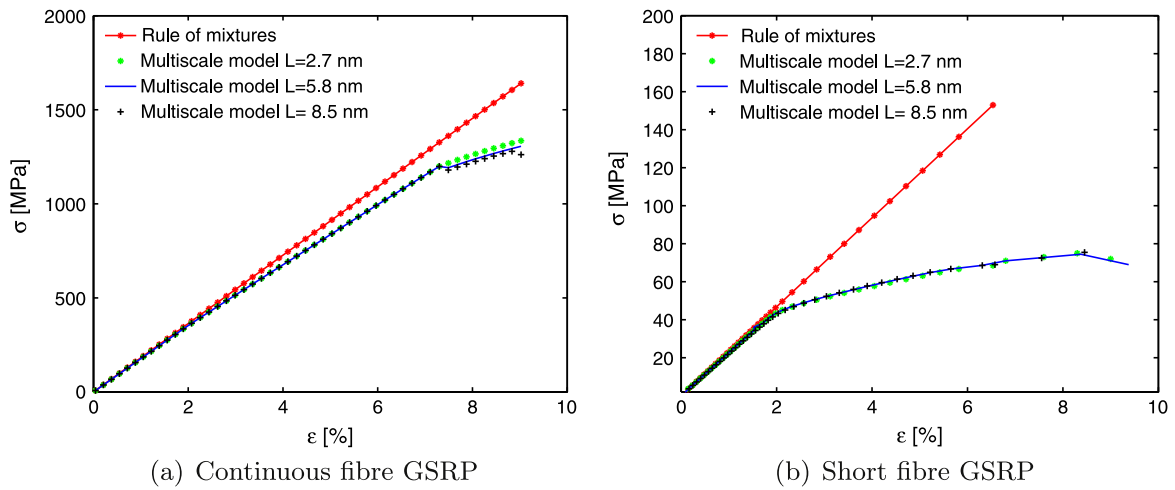 2000
1500
1000
500
0
σ [MPa]
Rule of mixtures
Multiscale model L=2.7 nm
Multiscale model L=5.8 nm
Multiscale model L= 8.5 nm
0 2 4 6 8 10
ε [%]
(a) Continuous fibre GSRP
200
180
160
140
120
100
80
60
40
20
σ [MPa]
Rule of mixtures
Multiscale model L=2.7 nm
Multiscale model L=5.8 nm
Multiscale model L= 8.5 nm
0 2 4 6 8 10
ε [%]
(b) Short fibre GSRP